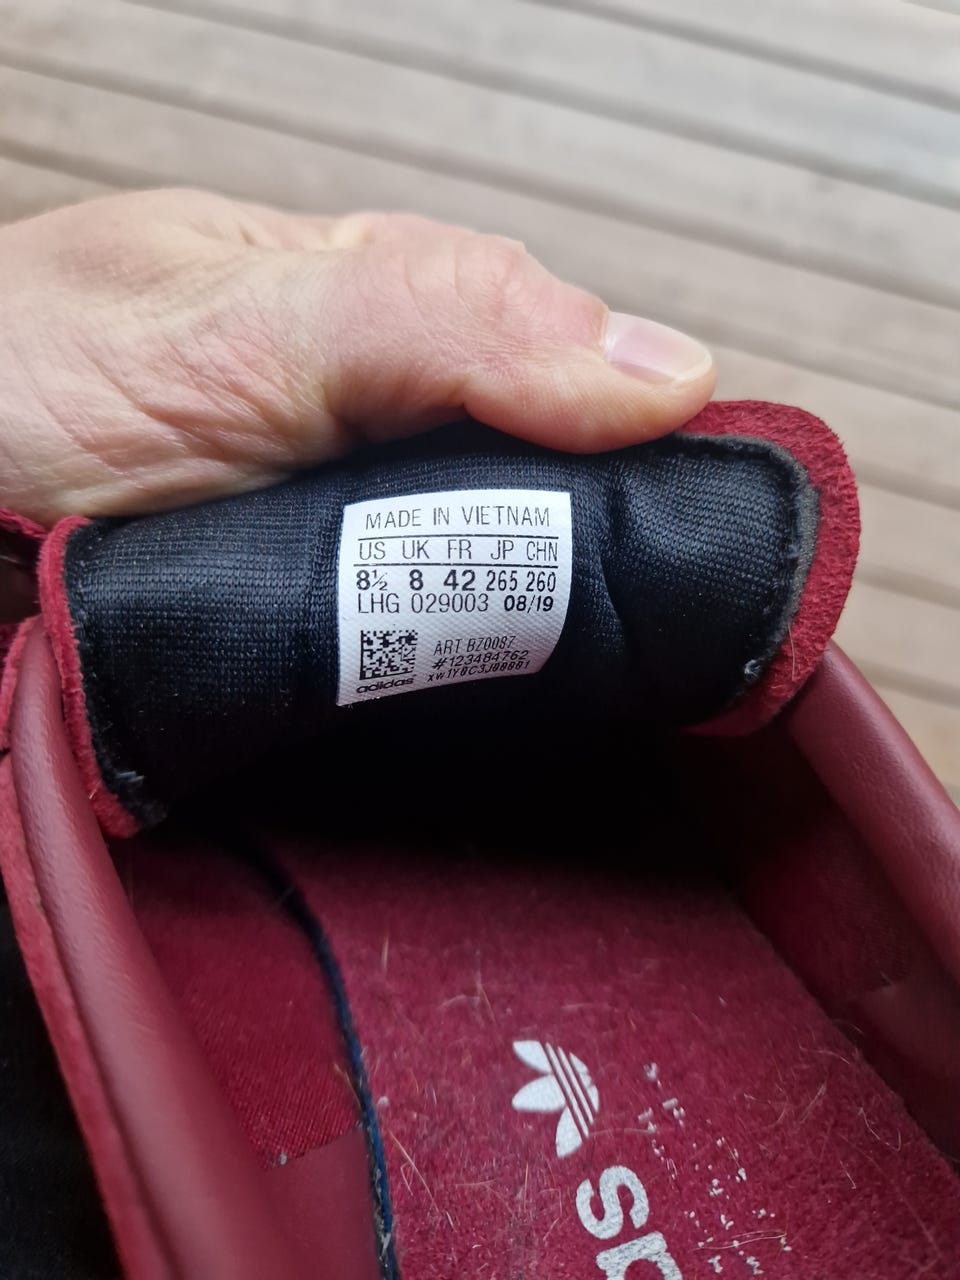 MADE IN VIETNAM
US UK FR JP CHN
8½ 8 42 265 260
LHG 029003 08/19
ART BZ0087
#123484762
xw1Y0C3J00001
adidas